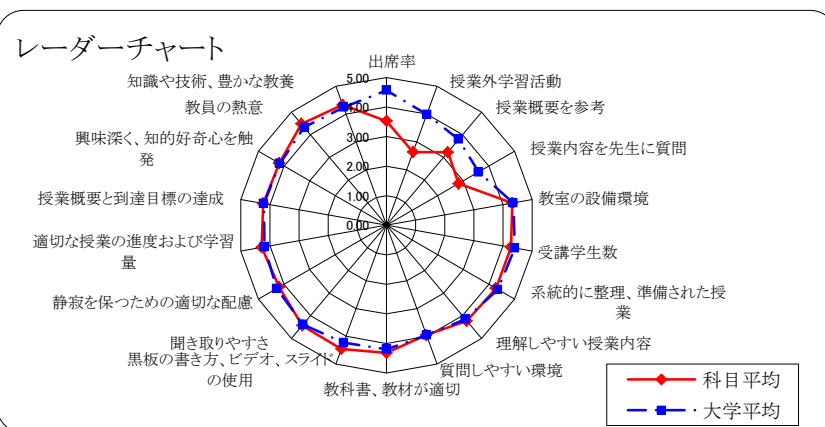 レーダーチャート
出席率
授業外学習活動
授業概要を参考
授業内容を先生に質問
教室の設備環境
受講学生数
系統的に整理、準備された授
業
理解しやすい授業内容
質問しやすい環境
教科書、教材が適切
黒板の書き方、ビデオ、スライド
の使用
聞き取りやすさ
静寂を保つための適切な配慮
適切な授業の進度および学習
量
授業概要と到達目標の達成
興味深く、知的好奇心を触
発
教員の熱意
知識や技術、豊かな教養
5.00
4.00
3.00
2.00
1.00
0.00
科目平均
大学平均